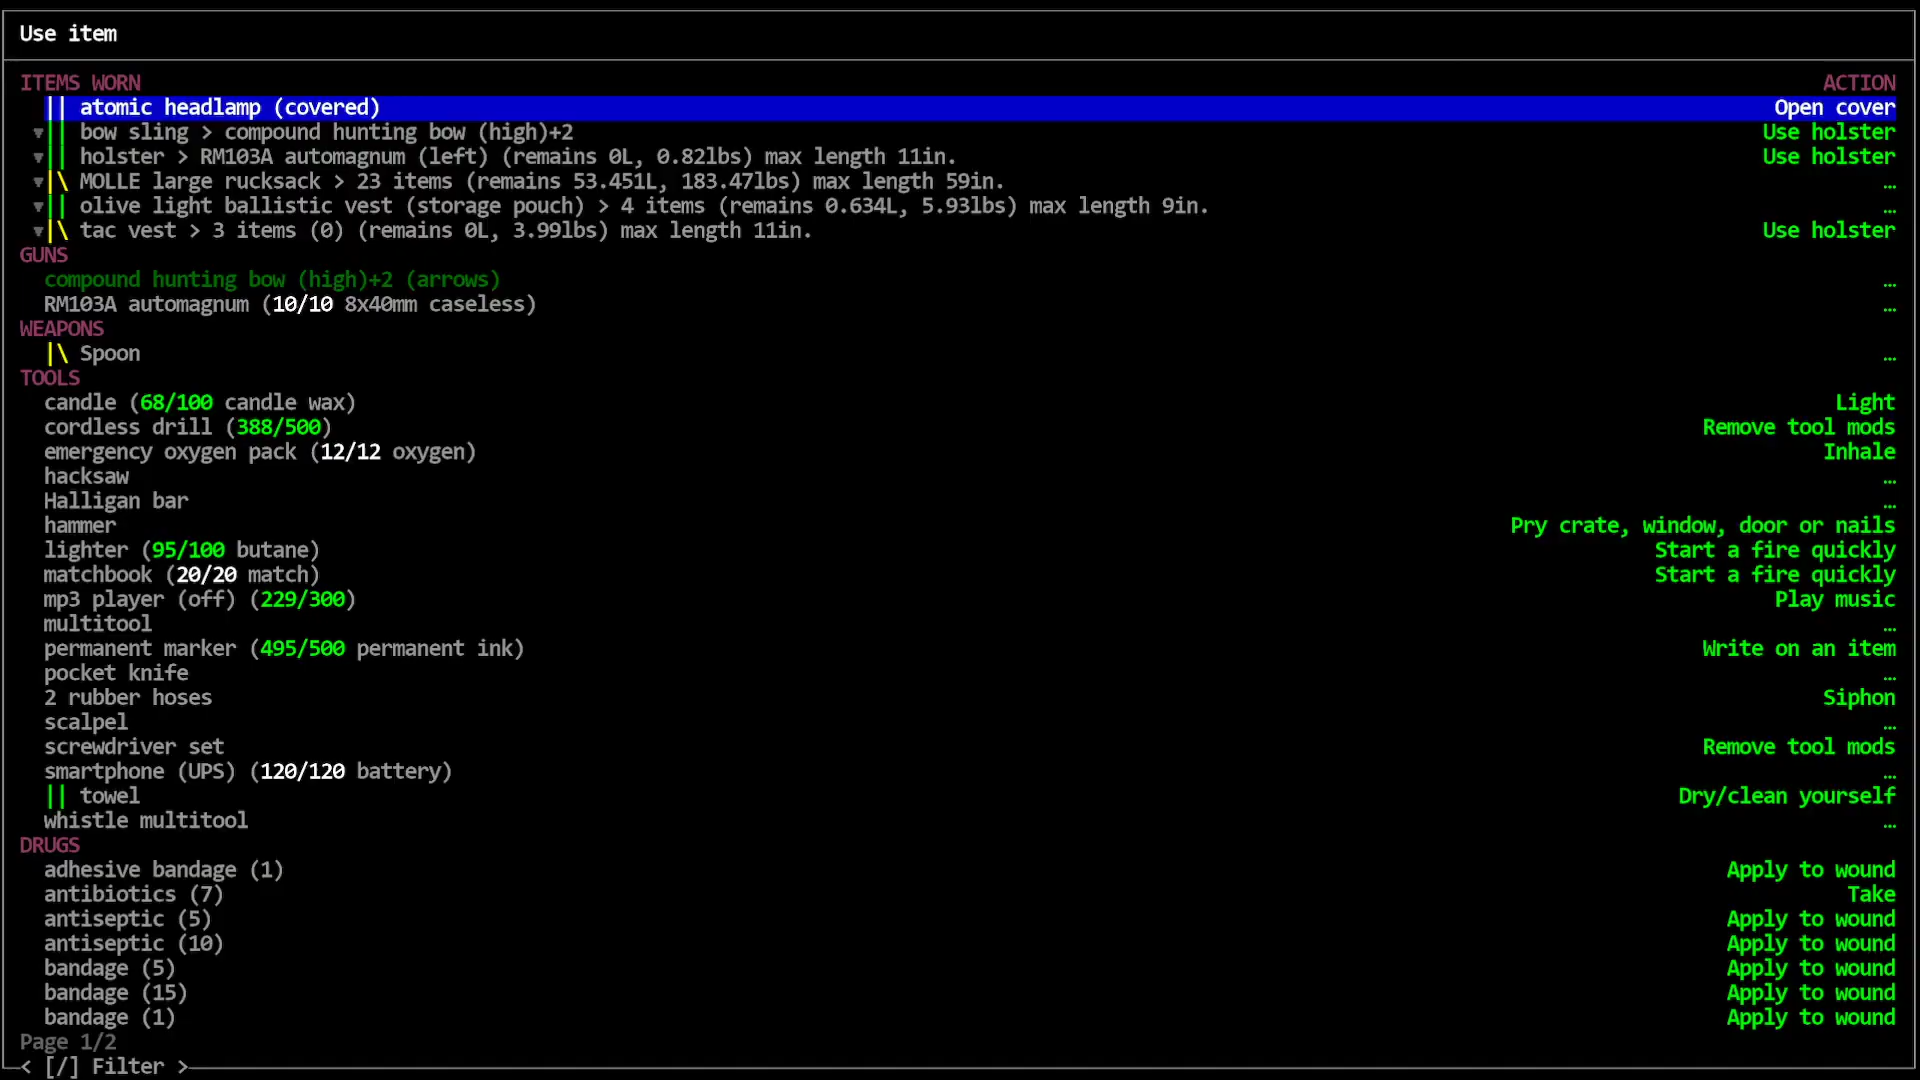 Use item
ITEMS WORN ACTION
|| atomic headlamp (covered) Open cover
▼|| bow sling > compound hunting bow (high)+2 Use holster
▼|| holster > RM103A automagnum (left) (remains 0L, 0.82lbs) max length 11in. Use holster
▼|\ MOLLE large rucksack > 23 items (remains 53.451L, 183.47lbs) max length 59in. …
▼|| olive light ballistic vest (storage pouch) > 4 items (remains 0.634L, 5.93lbs) max length 9in. …
▼|\ tac vest > 3 items (0) (remains 0L, 3.99lbs) max length 11in. Use holster
GUNS
compound hunting bow (high)+2 (arrows) …
RM103A automagnum (10/10 8x40mm caseless) …
WEAPONS
|\ Spoon …
TOOLS
candle (68/100 candle wax) Light
cordless drill (388/500) Remove tool mods
emergency oxygen pack (12/12 oxygen) Inhale
hacksaw …
Halligan bar …
hammer Pry crate, window, door or nails
lighter (95/100 butane) Start a fire quickly
matchbook (20/20 match) Start a fire quickly
mp3 player (off) (229/300) Play music
multitool …
permanent marker (495/500 permanent ink) Write on an item
pocket knife …
2 rubber hoses Siphon
scalpel …
screwdriver set Remove tool mods
smartphone (UPS) (120/120 battery) …
|| towel Dry/clean yourself
whistle multitool …
DRUGS
adhesive bandage (1) Apply to wound
antibiotics (7) Take
antiseptic (5) Apply to wound
antiseptic (10) Apply to wound
bandage (5) Apply to wound
bandage (15) Apply to wound
bandage (1) Apply to wound
Page 1/2
< [/] Filter >